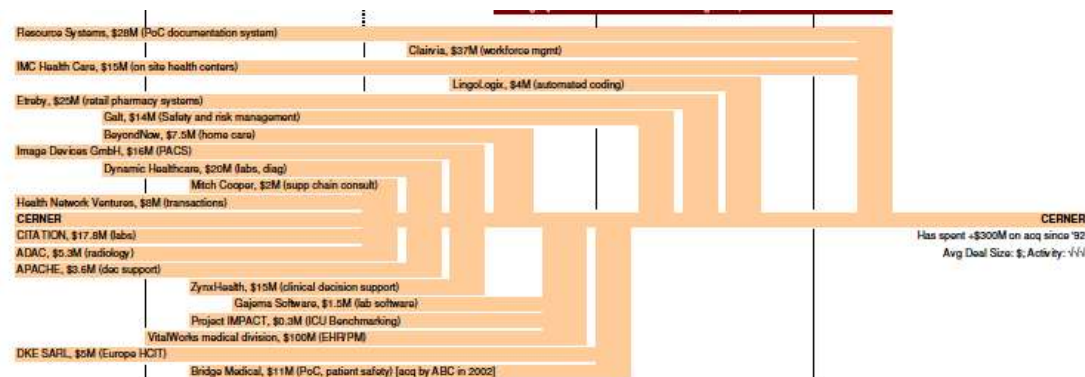 Resource Systems, $28M (PoC documentation system)
Clairvia, $37M (workforce mgmt)
IMC Health Care, $15M (on site health centers)
LingoLogix, $4M (automated coding)
Etreby, $25M (retail pharmacy systems)
Galt, $14M (Safety and risk management)
BeyondNow, $7.5M (home care)
Image Devices GmbH, $16M (PACS)
Dynamic Healthcare, $20M (labs, diag)
Mitch Cooper, $2M (supp chain consult)
Health Network Ventures, $8M (transactions)
CERNER
CERNER
CITATION, $17.8M (labs)
Has spent +$300M on acq since '92
ADAC, $5.3M (radiology)
Avg Deal Size: $; Activity: √√√
APACHE, $3.6M (dec support)
ZynxHealth, $15M (clinical decision support)
Gajema Software, $1.5M (lab software)
Project IMPACT, $0.3M (ICU Benchmarking)
VitalWorks medical division, $100M (EHR/PM)
DKE SARL, $5M (Europe HCIT)
Bridge Medical, $11M (PoC, patient safety) [acq by ABC in 2002]